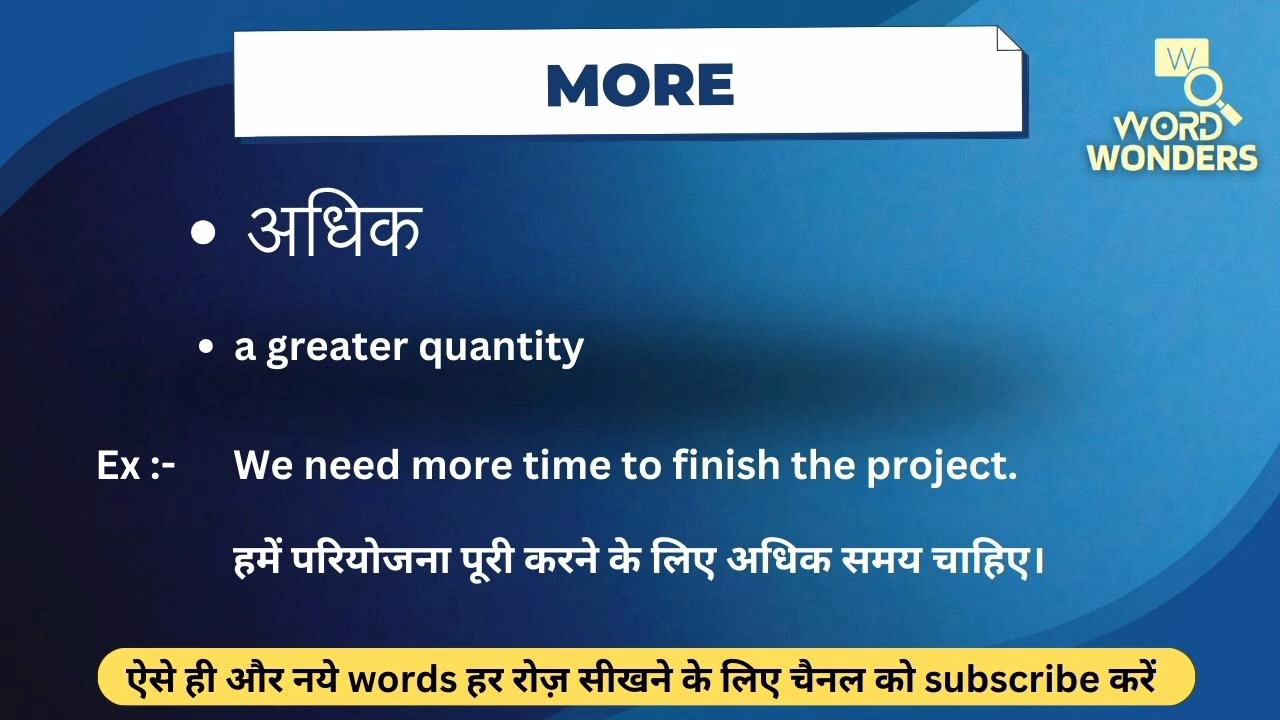 MORE
W
WORD
WONDERS
• अधिक
• a greater quantity
Ex :- We need more time to finish the project.
हमें परियोजना पूरी करने के लिए अधिक समय चाहिए।
ऐसे ही और नये words हर रोज़ सीखने के लिए चैनल को subscribe करें